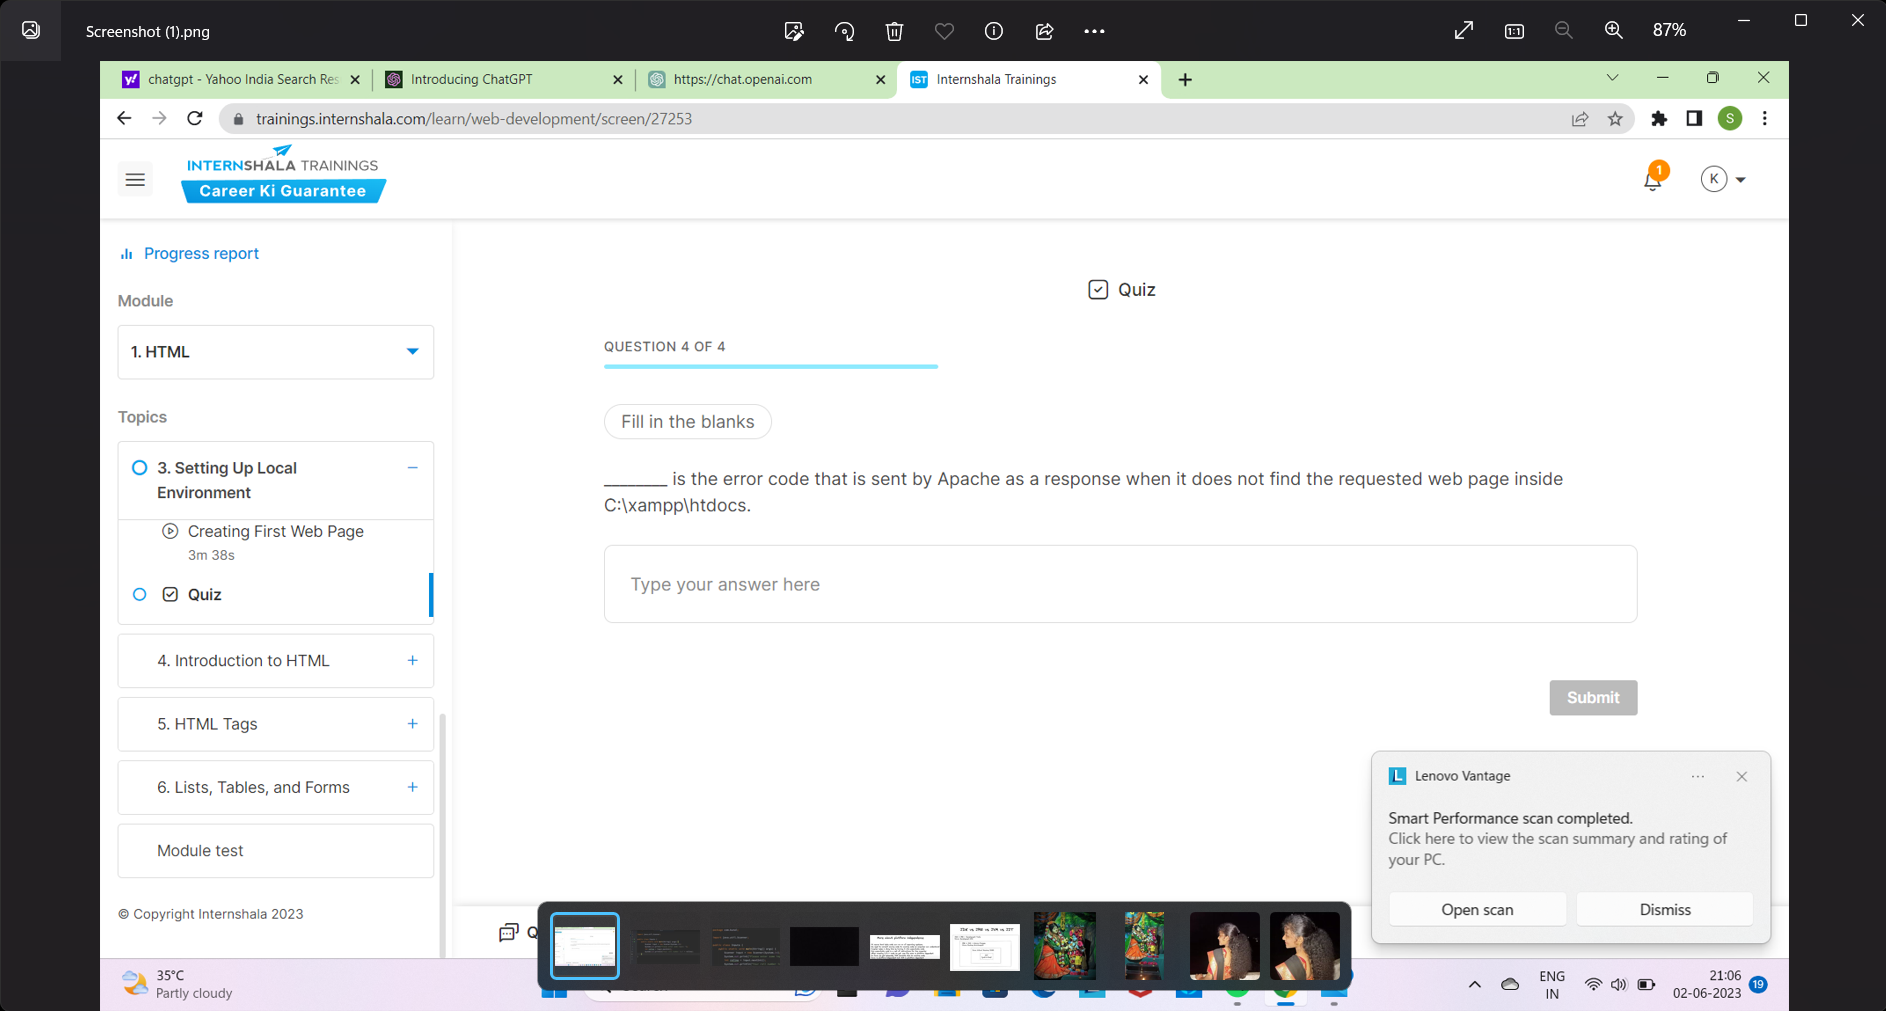 Screenshot (1).png
87%
chatgpt - Yahoo India Search Res
Introducing ChatGPT
https://chat.openai.com
IST Internshala Trainings
trainings.internshala.com/learn/web-development/screen/27253
S
INTERNSHALA TRAININGS
Career Ki Guarantee
1
K
Progress report
Module
1. HTML
Topics
3. Setting Up Local
Environment
Creating First Web Page
3m 38s
Quiz
4. Introduction to HTML
5. HTML Tags
6. Lists, Tables, and Forms
Module test
© Copyright Internshala 2023
Quiz
QUESTION 4 OF 4
Fill in the blanks
________ is the error code that is sent by Apache as a response when it does not find the requested web page inside
C:\xampp\htdocs.
Type your answer here
Submit
L Lenovo Vantage
Smart Performance scan completed.
Click here to view the scan summary and rating of
your PC.
Open scan
Dismiss
35°C
Partly cloudy
ENG
IN
21:06
02-06-2023
19